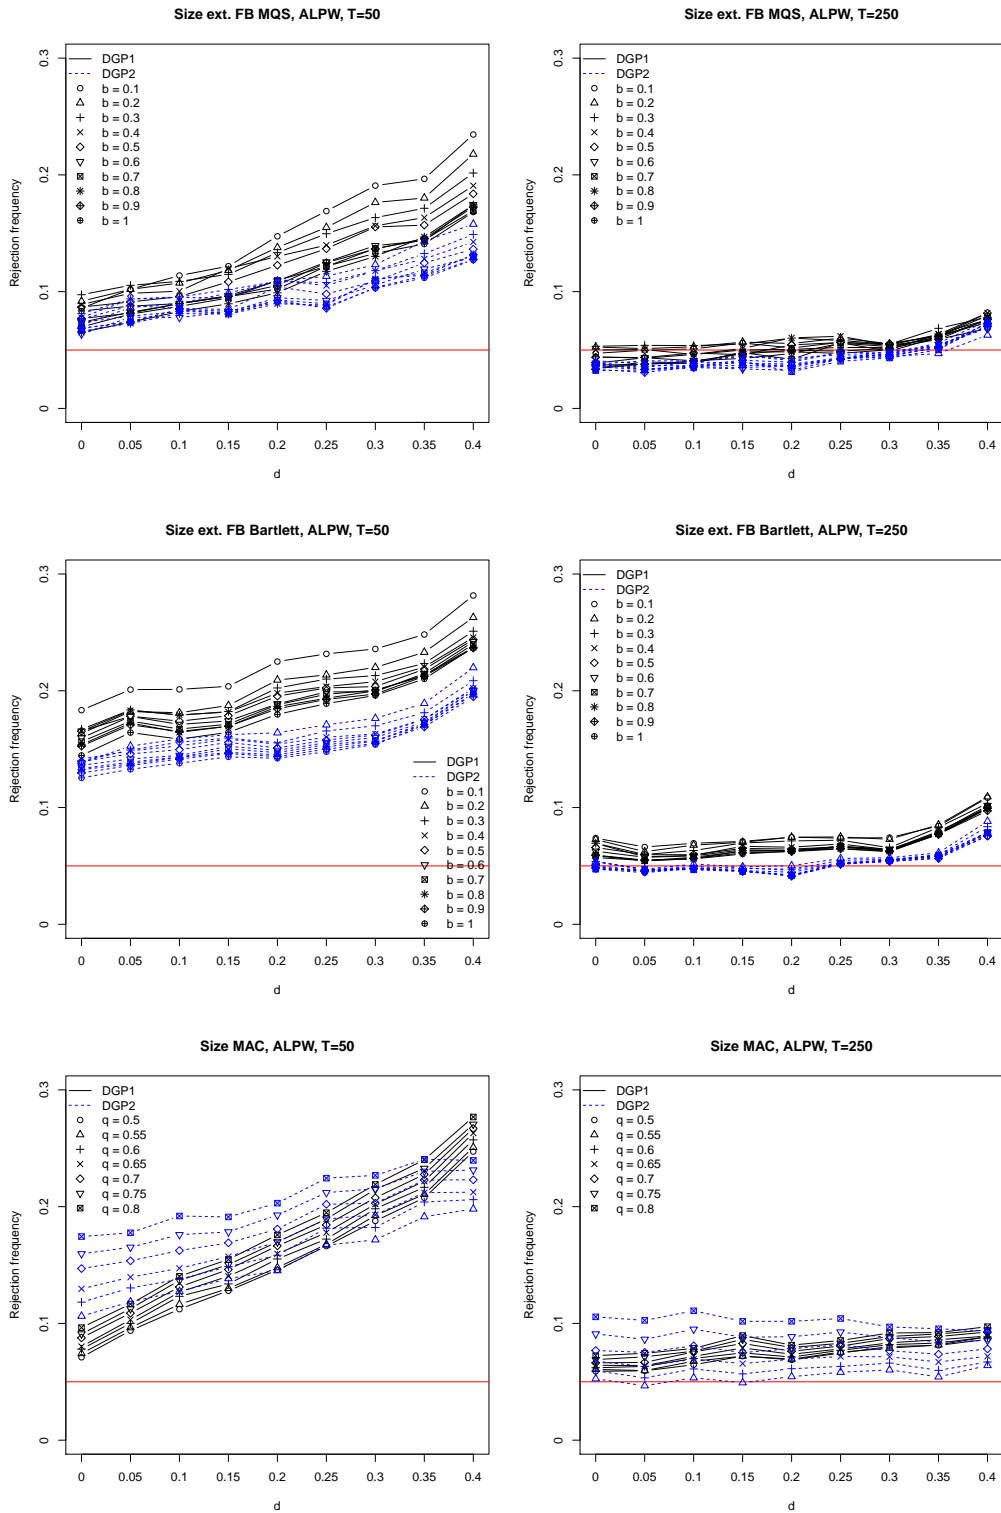 Size ext. FB MQS, ALPW, T=50
Rejection frequency
0.3
0.2
0.1
0
DGP1
DGP2
b = 0.1
b = 0.2
b = 0.3
b = 0.4
b = 0.5
b = 0.6
b = 0.7
b = 0.8
b = 0.9
b = 1
0 0.05 0.1 0.15 0.2 0.25 0.3 0.35 0.4
d
Size ext. FB MQS, ALPW, T=250
Rejection frequency
0.3
0.2
0.1
0
DGP1
DGP2
b = 0.1
b = 0.2
b = 0.3
b = 0.4
b = 0.5
b = 0.6
b = 0.7
b = 0.8
b = 0.9
b = 1
0 0.05 0.1 0.15 0.2 0.25 0.3 0.35 0.4
d
Size ext. FB Bartlett, ALPW, T=50
Rejection frequency
0.3
0.2
0.1
0
DGP1
DGP2
b = 0.1
b = 0.2
b = 0.3
b = 0.4
b = 0.5
b = 0.6
b = 0.7
b = 0.8
b = 0.9
b = 1
0 0.05 0.1 0.15 0.2 0.25 0.3 0.35 0.4
d
Size ext. FB Bartlett, ALPW, T=250
Rejection frequency
0.3
0.2
0.1
0
DGP1
DGP2
b = 0.1
b = 0.2
b = 0.3
b = 0.4
b = 0.5
b = 0.6
b = 0.7
b = 0.8
b = 0.9
b = 1
0 0.05 0.1 0.15 0.2 0.25 0.3 0.35 0.4
d
Size MAC, ALPW, T=50
Rejection frequency
0.3
0.2
0.1
0
DGP1
DGP2
q = 0.5
q = 0.55
q = 0.6
q = 0.65
q = 0.7
q = 0.75
q = 0.8
0 0.05 0.1 0.15 0.2 0.25 0.3 0.35 0.4
d
Size MAC, ALPW, T=250
Rejection frequency
0.3
0.2
0.1
0
DGP1
DGP2
q = 0.5
q = 0.55
q = 0.6
q = 0.65
q = 0.7
q = 0.75
q = 0.8
0 0.05 0.1 0.15 0.2 0.25 0.3 0.35 0.4
d